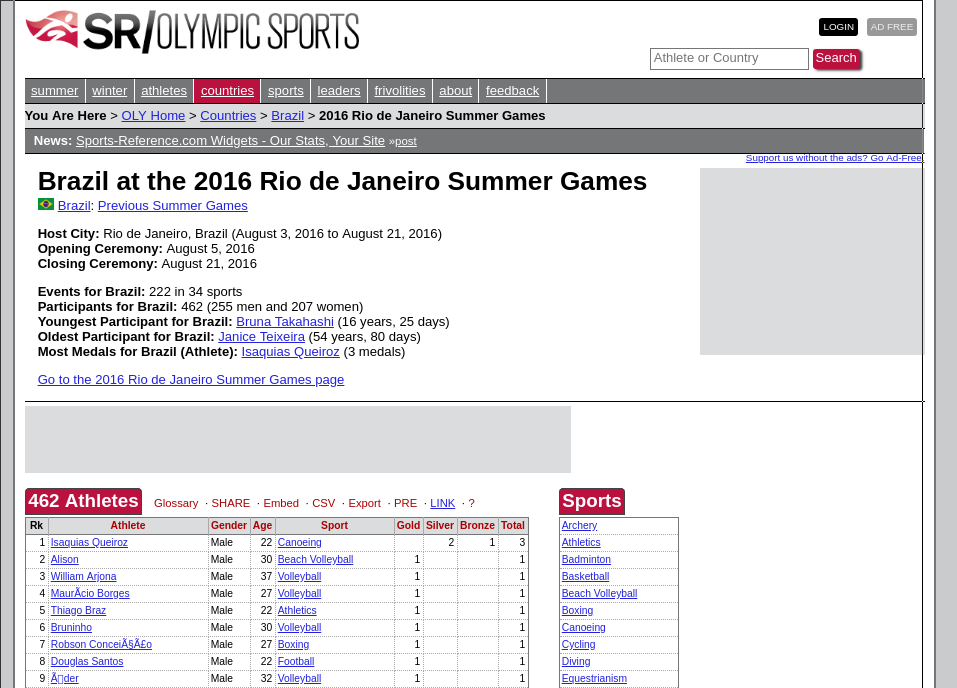 SR/OLYMPIC SPORTS
LOGIN AD FREE
Athlete or Country Search
summer winter athletes countries sports leaders frivolities about feedback
You Are Here > OLY Home > Countries > Brazil > 2016 Rio de Janeiro Summer Games
News: Sports-Reference.com Widgets - Our Stats, Your Site »post
Support us without the ads? Go Ad-Free.
Brazil at the 2016 Rio de Janeiro Summer Games
Brazil: Previous Summer Games
Host City: Rio de Janeiro, Brazil (August 3, 2016 to August 21, 2016)
Opening Ceremony: August 5, 2016
Closing Ceremony: August 21, 2016
Events for Brazil: 222 in 34 sports
Participants for Brazil: 462 (255 men and 207 women)
Youngest Participant for Brazil: Bruna Takahashi (16 years, 25 days)
Oldest Participant for Brazil: Janice Teixeira (54 years, 80 days)
Most Medals for Brazil (Athlete): Isaquias Queiroz (3 medals)
Go to the 2016 Rio de Janeiro Summer Games page
462 Athletes Glossary · SHARE · Embed · CSV · Export · PRE · LINK · ?
Rk Athlete Gender Age Sport Gold Silver Bronze Total
1 Isaquias Queiroz Male 22 Canoeing 2 1 3
2 Alison Male 30 Beach Volleyball 1 1
3 William Arjona Male 37 Volleyball 1 1
4 MaurÃcio Borges Male 27 Volleyball 1 1
5 Thiago Braz Male 22 Athletics 1 1
6 Bruninho Male 30 Volleyball 1 1
7 Robson ConceiÃ§Ã£o Male 27 Boxing 1 1
8 Douglas Santos Male 22 Football 1 1
9 Ã▯der Male 32 Volleyball 1 1
Sports
Archery
Athletics
Badminton
Basketball
Beach Volleyball
Boxing
Canoeing
Cycling
Diving
Equestrianism